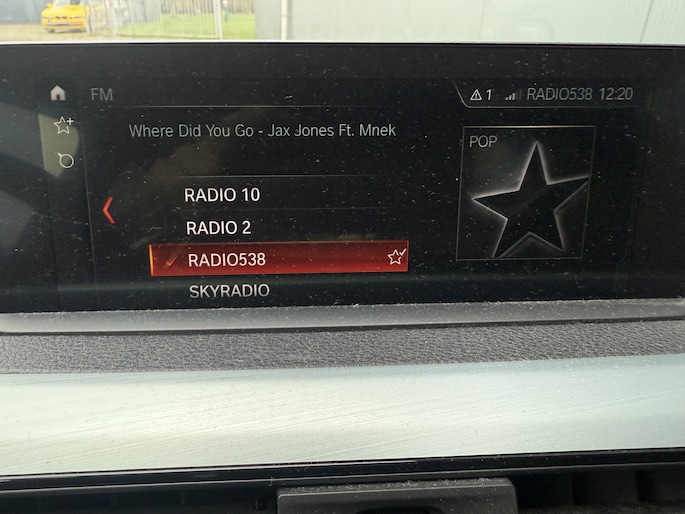 FM
1 RADIO538 12:20
Where Did You Go - Jax Jones Ft. Mnek
POP
RADIO 10
RADIO 2
RADIO538
SKYRADIO